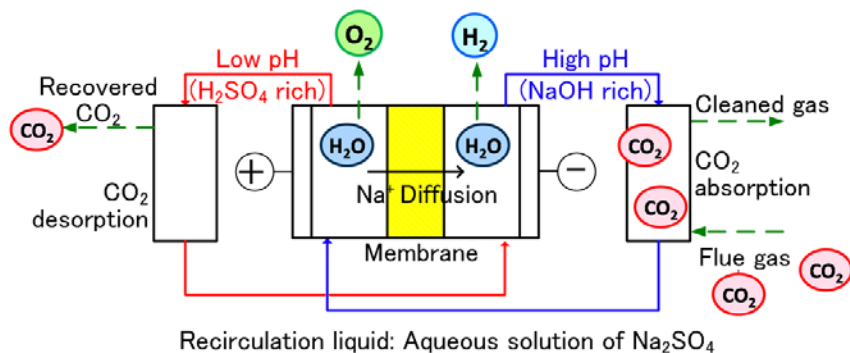 O₂
H₂
Low pH
(H₂SO₄ rich)
High pH
(NaOH rich)
Recovered
CO₂
CO₂
CO₂
desorption
+
H₂O
H₂O
Na⁺ Diffusion
−
Membrane
CO₂
CO₂
Cleaned gas
CO₂
absorption
Flue gas
CO₂
CO₂
Recirculation liquid: Aqueous solution of Na₂SO₄